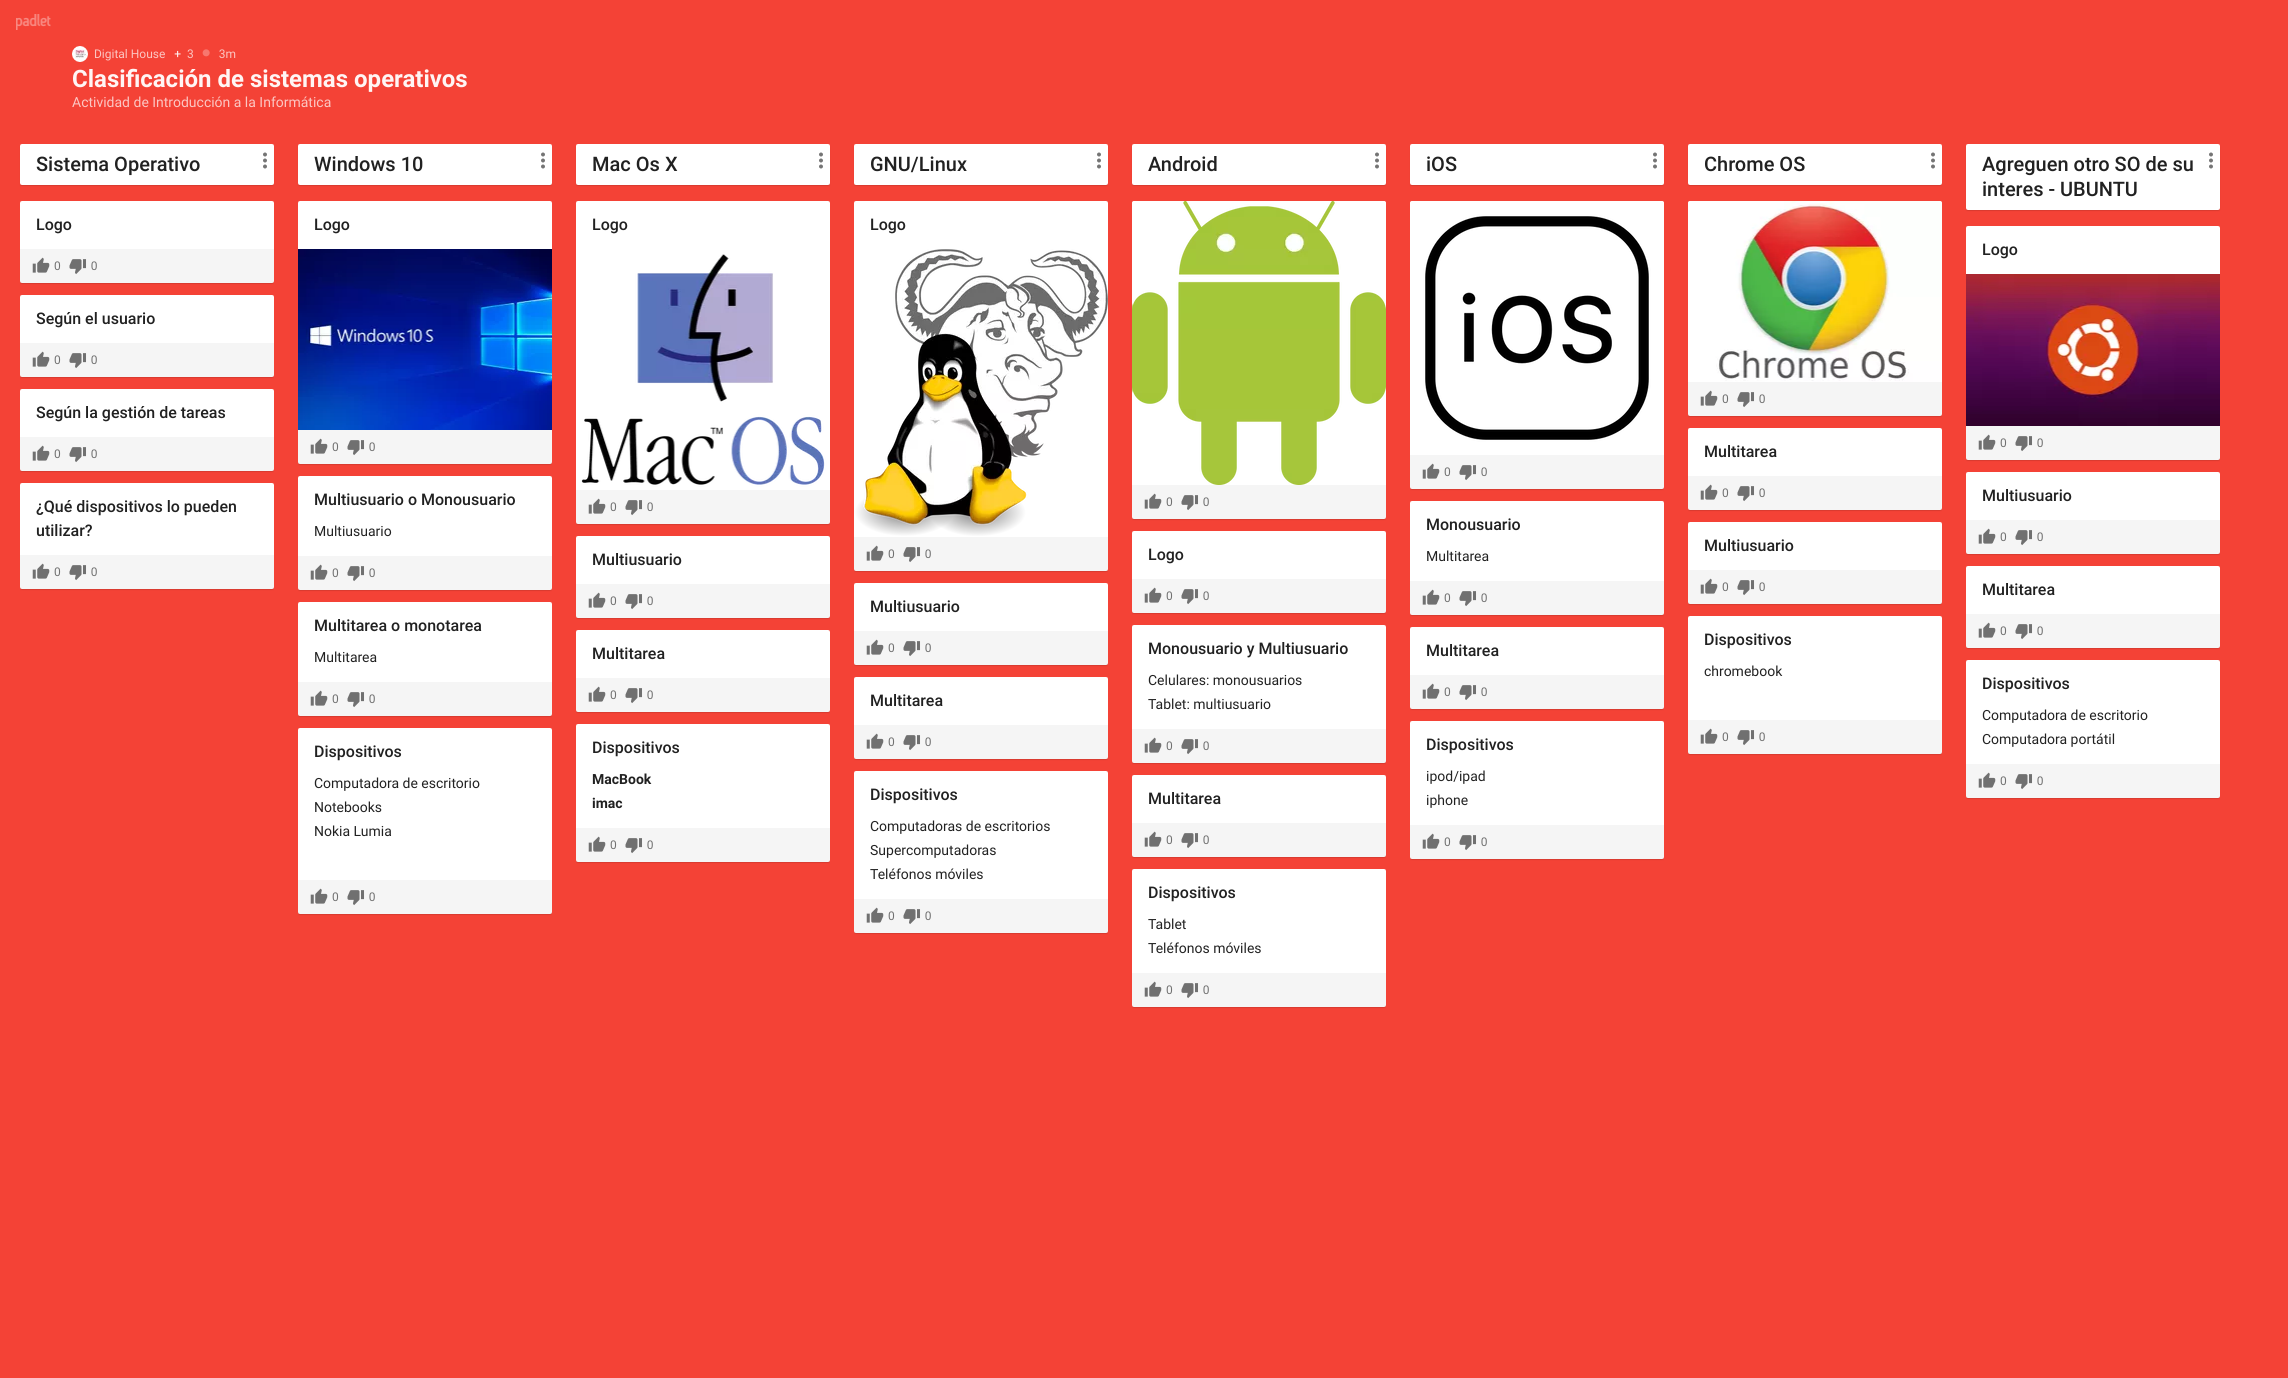 padlet
Digital House + 3 • 3m
Clasificación de sistemas operativos
Actividad de Introducción a la Informática
Sistema Operativo
Logo
0 0
Según el usuario
0 0
Según la gestión de tareas
0 0
¿Qué dispositivos lo pueden
utilizar?
0 0
Windows 10
Logo
Windows 10 S
0 0
Multiusuario o Monousuario
Multiusuario
0 0
Multitarea o monotarea
Multitarea
0 0
Dispositivos
Computadora de escritorio
Notebooks
Nokia Lumia
0 0
Mac Os X
Logo
Mac™ OS
0 0
Multiusuario
0 0
Multitarea
0 0
Dispositivos
MacBook
imac
0 0
GNU/Linux
Logo
0 0
Multiusuario
0 0
Multitarea
0 0
Dispositivos
Computadoras de escritorios
Supercomputadoras
Teléfonos móviles
0 0
Android
0 0
Logo
0 0
Monousuario y Multiusuario
Celulares: monousuarios
Tablet: multiusuario
0 0
Multitarea
0 0
Dispositivos
Tablet
Teléfonos móviles
0 0
iOS
iOS
0 0
Monousuario
Multitarea
0 0
Multitarea
0 0
Dispositivos
ipod/ipad
iphone
0 0
Chrome OS
Chrome OS
0 0
Multitarea
0 0
Multiusuario
0 0
Dispositivos
chromebook
0 0
Agreguen otro SO de su
interes - UBUNTU
Logo
0 0
Multiusuario
0 0
Multitarea
0 0
Dispositivos
Computadora de escritorio
Computadora portátil
0 0